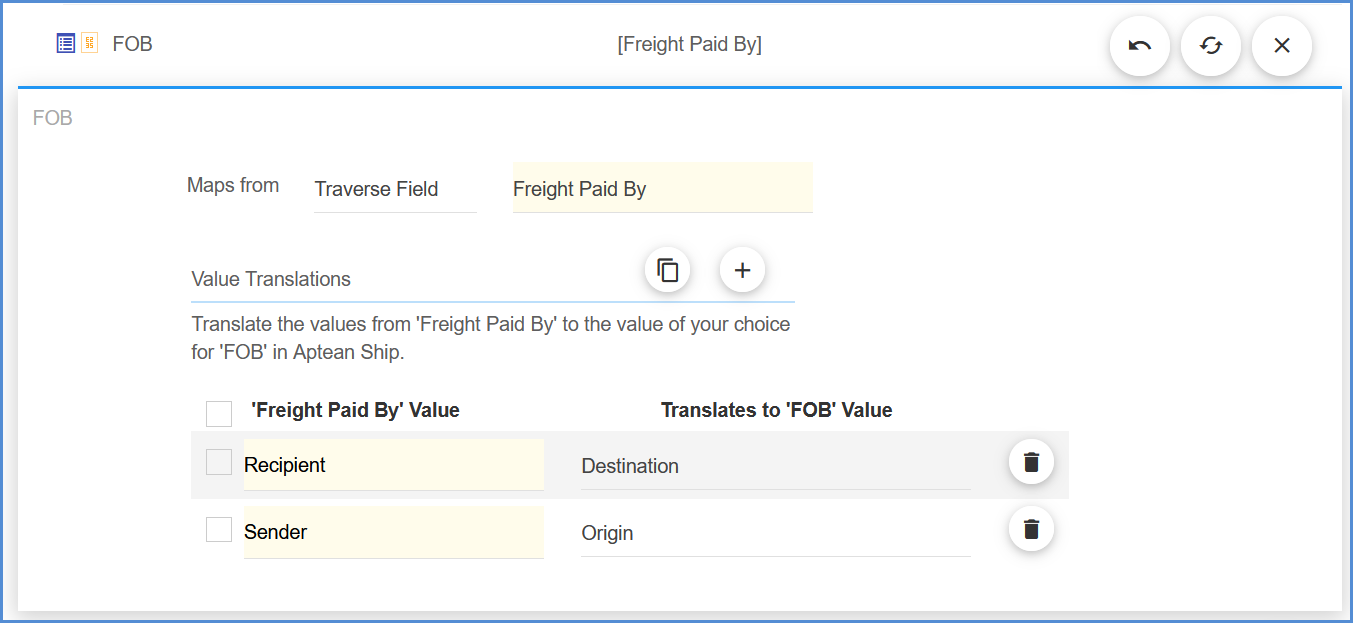 FOB
[Freight Paid By]
FOB
Maps from
Traverse Field
Freight Paid By
Value Translations
Translate the values from 'Freight Paid By' to the value of your choice
for 'FOB' in Aptean Ship.
'Freight Paid By' Value
Translates to 'FOB' Value
Recipient
Destination
Sender
Origin